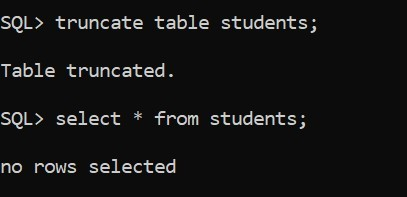 SQL> truncate table students;
Table truncated.
SQL> select * from students;
no rows selected